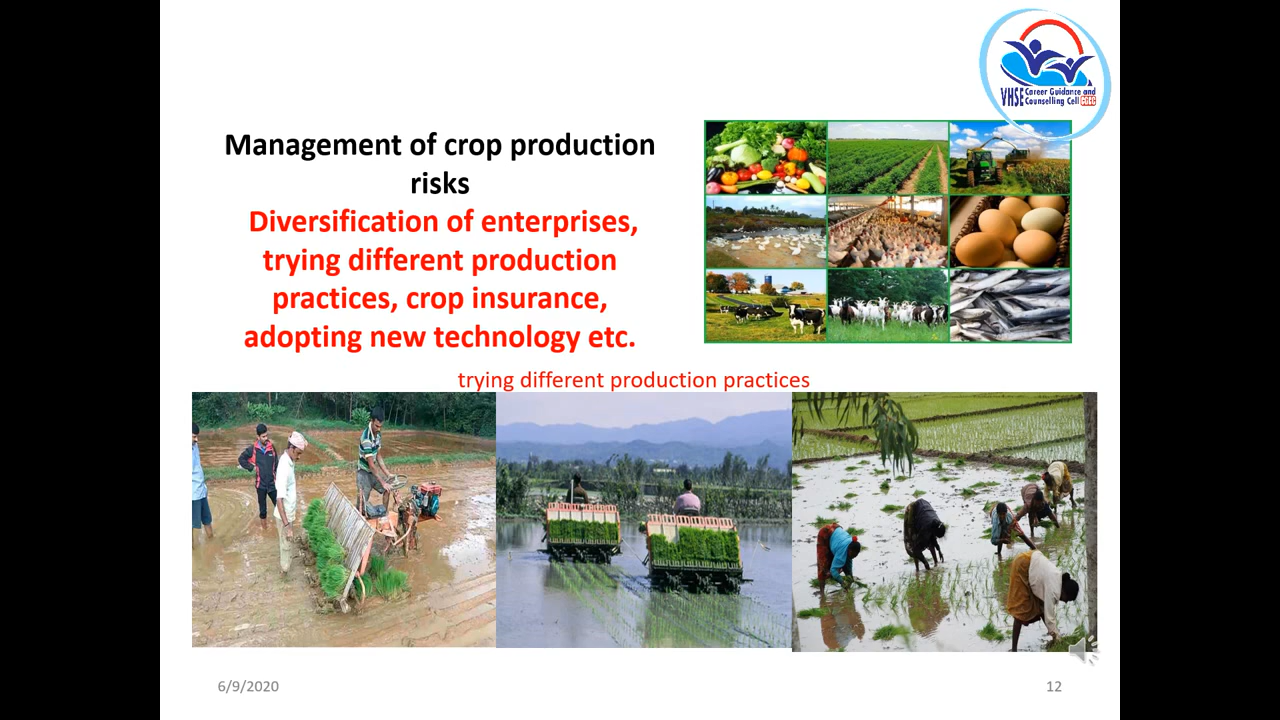 VHSE Career Guidance and
Counselling Cell CGCC
Management of crop production
risks
Diversification of enterprises,
trying different production
practices, crop insurance,
adopting new technology etc.
trying different production practices
6/9/2020
12